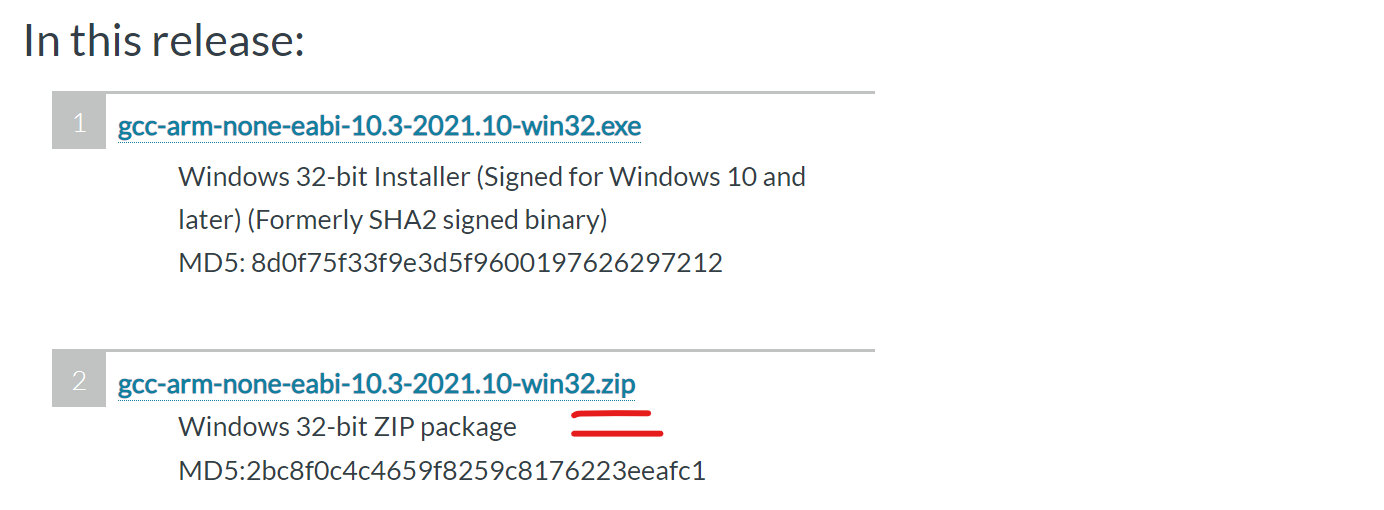 In this release:
1
gcc-arm-none-eabi-10.3-2021.10-win32.exe
Windows 32-bit Installer (Signed for Windows 10 and
later) (Formerly SHA2 signed binary)
MD5: 8d0f75f33f9e3d5f9600197626297212
2
gcc-arm-none-eabi-10.3-2021.10-win32.zip
Windows 32-bit ZIP package
MD5:2bc8f0c4c4659f8259c8176223eeafc1